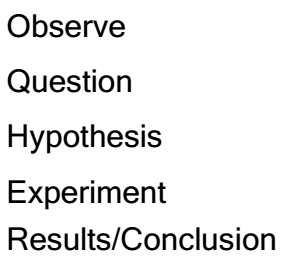 Observe
Question
Hypothesis
Experiment
Results/Conclusion